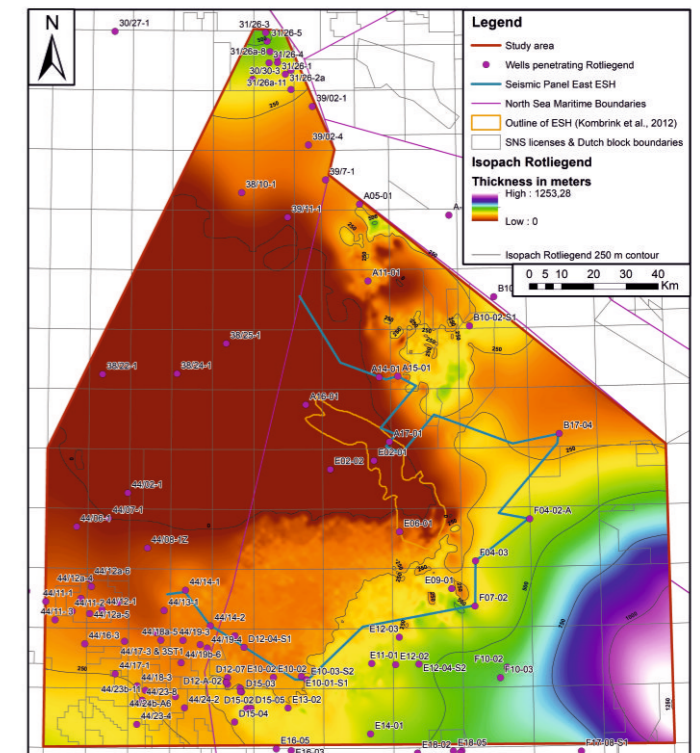 N
Legend
Study area
Wells penetrating Rotliegend
Seismic Panel East ESH
North Sea Maritime Boundaries
Outline of ESH (Kombrink et al., 2012)
SNS licenses & Dutch block boundaries
Isopach Rotliegend
Thickness in meters
High : 1253,28
Low : 0
Isopach Rotliegend 250 m contour
0 5 10 20 30 40
Km
30/27-1
31/26-3
31/26-5
31/26a-8
31/26-4
31/26-1
30/30-3
31/26-2a
31/26a-11
39/02-1
39/02-4
39/7-1
38/10-1
39/11-1
A05-01
A11-01
B10-02-S1
38/25-1
38/22-1
38/24-1
A14-01
A15-01
A16-01
A17-01
B17-04
E02-01
E02-02
44/02-1
44/07-1
44/06-1
44/08-1Z
E06-01
F04-02-A
F04-03
E09-01
F07-02
44/12a-6
44/12a-4
44/14-1
44/11-1
44/11-2
44/12-1
44/13-1
44/12a-5
44/14-2
44/16-3
44/18a-5
44/19-3
44/19-4
D12-04-S1
E12-03
44/17-3 & 3ST1
44/19b-6
E11-01
E12-02
E12-04-S2
F10-02
F10-03
44/17-1
44/18-3
D12-07
E10-02
E10-02
E10-03-S2
D12-A-02
D15-03
E10-01-S1
44/23b-11
44/23-8
44/24b-A6
44/24-2
D15-02
D15-05
E13-02
44/23-4
D15-04
E14-01
E16-05
E16-03
E18-02
E18-05
F17-08-S1
250
250
250
250
250
500
1000
1250